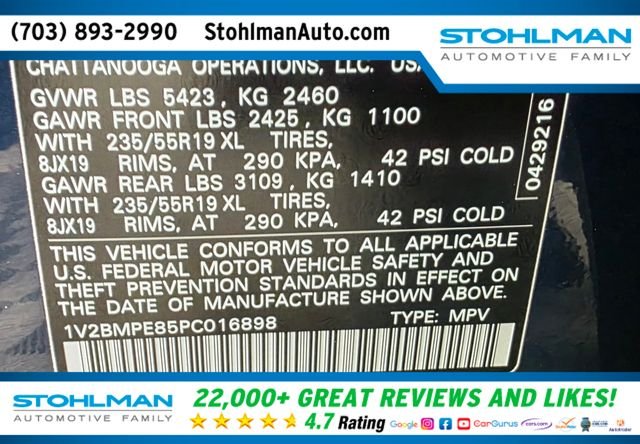 (703) 893-2990 StohlmanAuto.com
STOHLMAN
AUTOMOTIVE FAMILY
CHATTANOOGA OPERATIONS, LLC. USA
GVWR LBS 5423 , KG 2460
GAWR FRONT LBS 2425 , KG 1100
WITH 235/55R19 XL TIRES,
8JX19 RIMS, AT 290 KPA, 42 PSI COLD
GAWR REAR LBS 3109 , KG 1410
WITH 235/55R19 XL TIRES,
8JX19 RIMS, AT 290 KPA, 42 PSI COLD
0429216
THIS VEHICLE CONFORMS TO ALL APPLICABLE
U.S. FEDERAL MOTOR VEHICLE SAFETY AND
THEFT PREVENTION STANDARDS IN EFFECT ON
THE DATE OF MANUFACTURE SHOWN ABOVE.
1V2BMPE85PC016898 TYPE: MPV
STOHLMAN
AUTOMOTIVE FAMILY
22,000+ GREAT REVIEWS AND LIKES!
4.7 Rating Google CarGurus cars.com